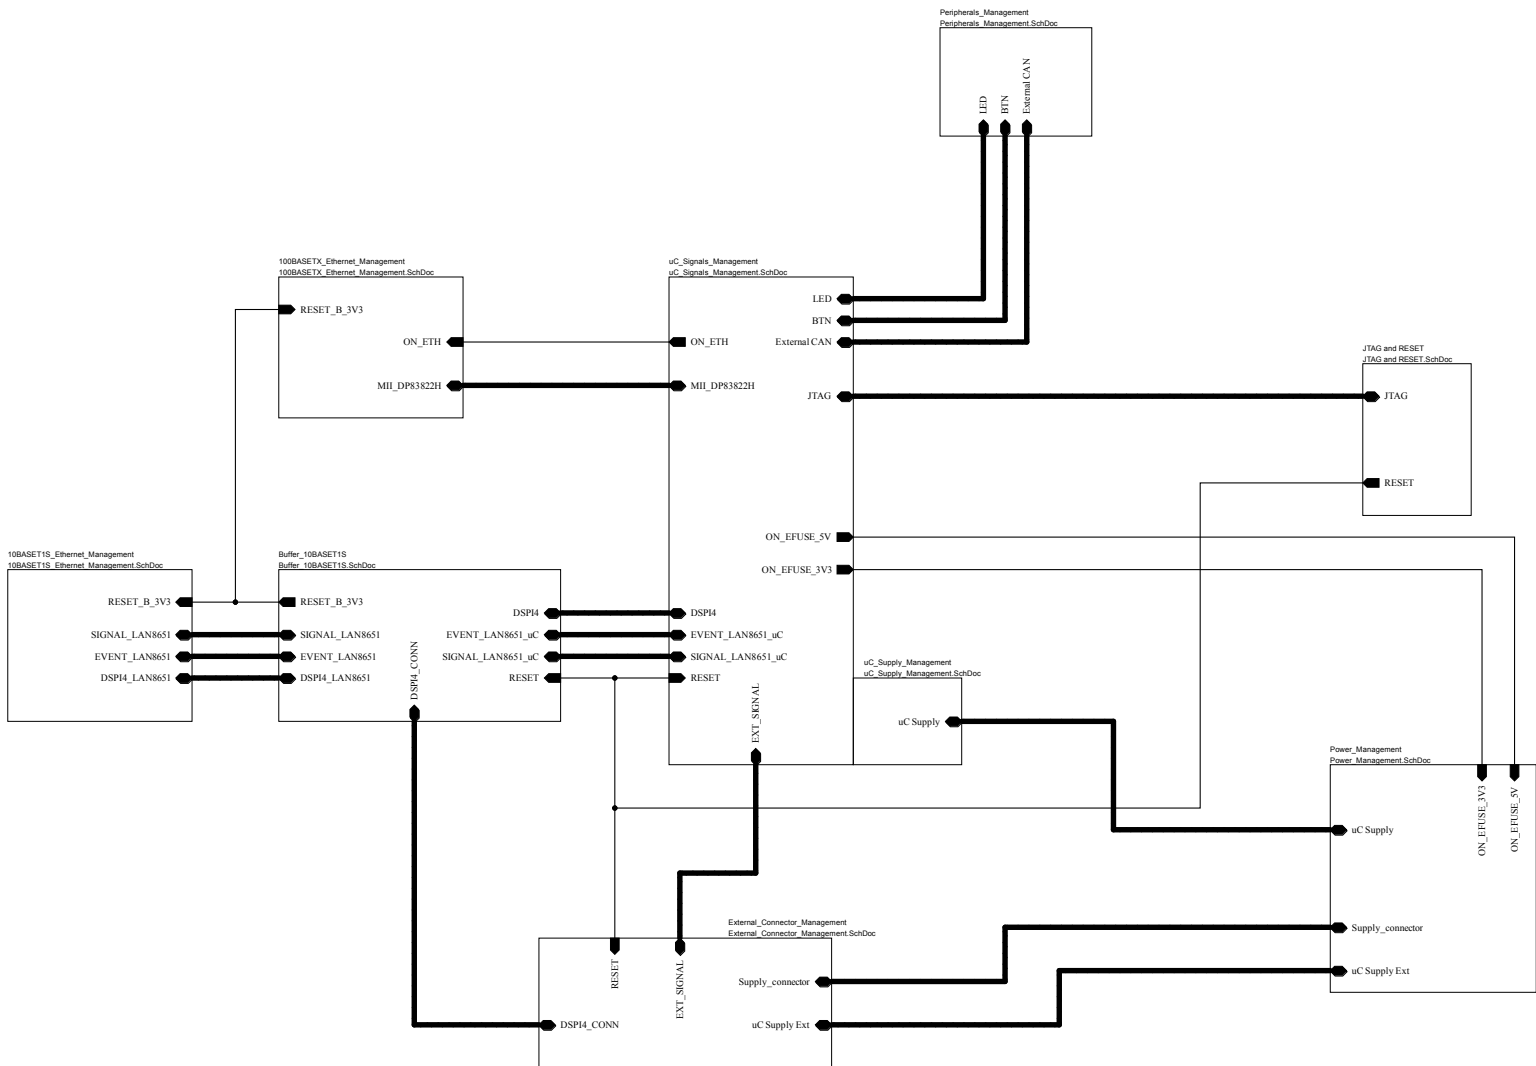 Peripherals_Management
Peripherals_Management.SchDoc
LED
BTN
External CAN
100BASETX_Ethernet_Management
100BASETX_Ethernet_Management.SchDoc
RESET_B_3V3
ON_ETH
MII_DP83822H
uC_Signals_Management
uC_Signals_Management.SchDoc
LED
BTN
External CAN
ON_ETH
MII_DP83822H
JTAG
ON_EFUSE_5V
ON_EFUSE_3V3
DSPI4
EVENT_LAN8651_uC
SIGNAL_LAN8651_uC
RESET
EXT_SIGNAL
JTAG and RESET
JTAG and RESET.SchDoc
JTAG
RESET
10BASET1S_Ethernet_Management
10BASET1S_Ethernet_Management.SchDoc
RESET_B_3V3
SIGNAL_LAN8651
EVENT_LAN8651
DSPI4_LAN8651
Buffer_10BASET1S
Buffer_10BASET1S.SchDoc
RESET_B_3V3
SIGNAL_LAN8651
EVENT_LAN8651
DSPI4_LAN8651
DSPI4_CONN
DSPI4
EVENT_LAN8651_uC
SIGNAL_LAN8651_uC
RESET
uC_Supply_Management
uC_Supply_Management.SchDoc
uC Supply
Power_Management
Power_Management.SchDoc
ON_EFUSE_3V3
ON_EFUSE_5V
uC Supply
Supply_connector
uC Supply Ext
External_Connector_Management
External_Connector_Management.SchDoc
RESET
EXT_SIGNAL
Supply_connector
DSPI4_CONN
uC Supply Ext